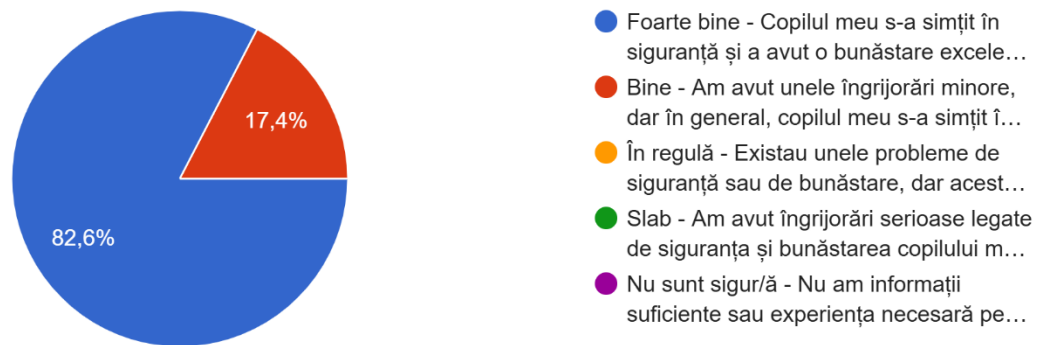 82,6%
17,4%
Foarte bine - Copilul meu s-a simțit în
siguranță și a avut o bunăstare excele…
Bine - Am avut unele îngrijorări minore,
dar în general, copilul meu s-a simțit î…
În regulă - Existau unele probleme de
siguranță sau de bunăstare, dar acest…
Slab - Am avut îngrijorări serioase legate
de siguranța și bunăstarea copilului m…
Nu sunt sigur/ă - Nu am informații
suficiente sau experiența necesară pe…